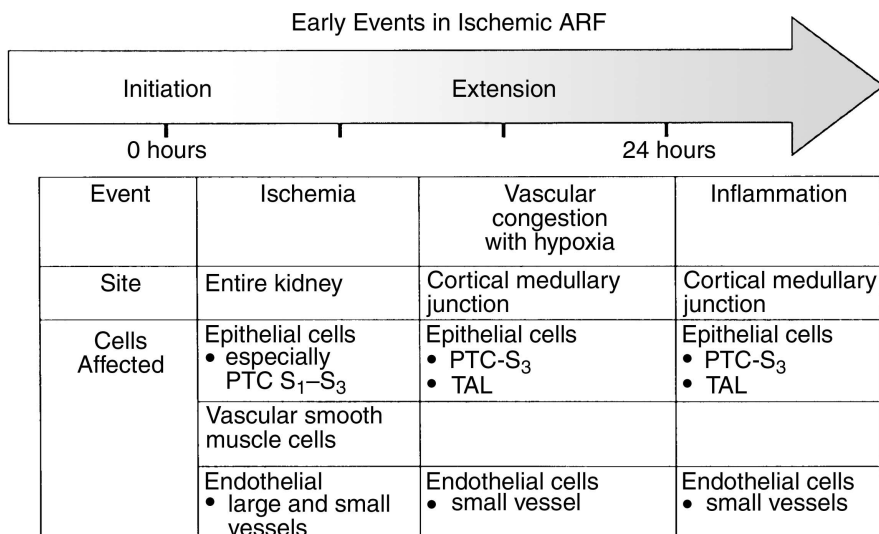 Early Events in Ischemic ARF
Initiation
Extension
0 hours
24 hours
Event
Ischemia
Vascular
congestion
with hypoxia
Inflammation
Site
Entire kidney
Cortical medullary
junction
Cortical medullary
junction
Cells
Affected
Epithelial cells
• especially
PTC S₁–S₃
Epithelial cells
• PTC-S₃
• TAL
Epithelial cells
• PTC-S₃
• TAL
Vascular smooth
muscle cells
Endothelial
• large and small
vessels
Endothelial cells
• small vessel
Endothelial cells
• small vessels